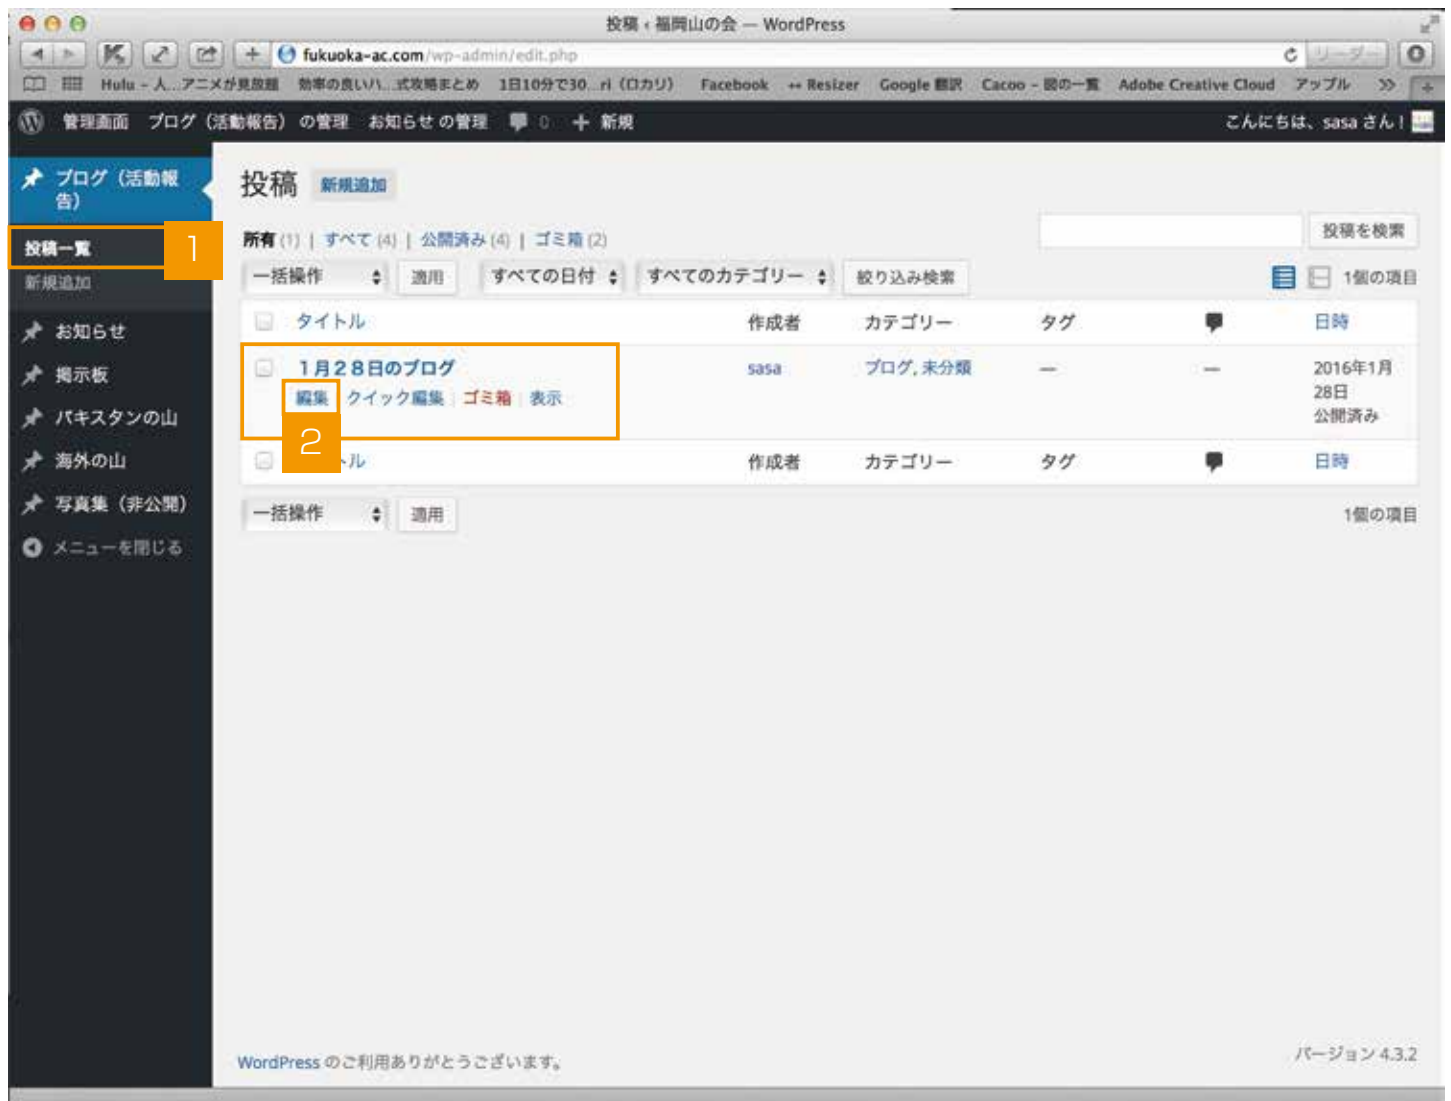 投稿 ‹ 福岡山の会 — WordPress
fukuoka-ac.com/wp-admin/edit.php
リーダー
Hulu - 人...アニメが見放題 効率の良いハ...式攻略まとめ 1日10分で30...ri（ロカリ） Facebook ↔ Resizer Google 翻訳 Cacoo - 図の一覧 Adobe Creative Cloud アップル >>
管理画面 ブログ（活動報告）の管理 お知らせ の管理 0 + 新規 こんにちは、sasa さん！
ブログ（活動報
告）
投稿一覧
1
新規追加
お知らせ
掲示板
パキスタンの山
海外の山
写真集（非公開）
メニューを閉じる
投稿 新規追加
所有 (1) | すべて (4) | 公開済み (4) | ゴミ箱 (2)
投稿を検索
一括操作 適用 すべての日付 すべてのカテゴリー 絞り込み検索 1個の項目
タイトル 作成者 カテゴリー タグ 日時
1月28日のブログ sasa ブログ, 未分類 — — 2016年1月
28日
公開済み
編集 | クイック編集 | ゴミ箱 | 表示
2
トル 作成者 カテゴリー タグ 日時
一括操作 適用 1個の項目
WordPress のご利用ありがとうございます。
バージョン 4.3.2